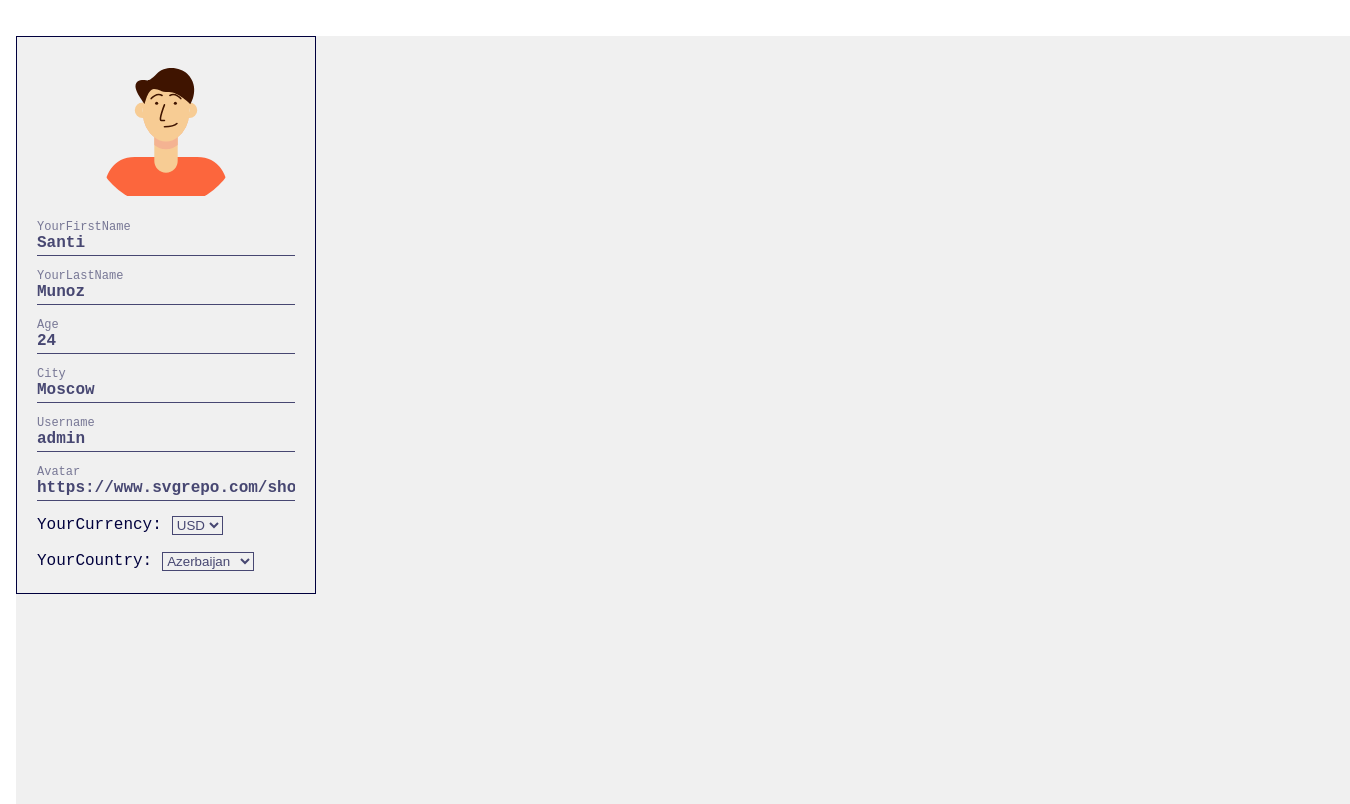 YourFirstName
Santi
YourLastName
Munoz
Age
24
City
Moscow
Username
admin
Avatar
https://www.svgrepo.com/sho
YourCurrency: USD
YourCountry: Azerbaijan